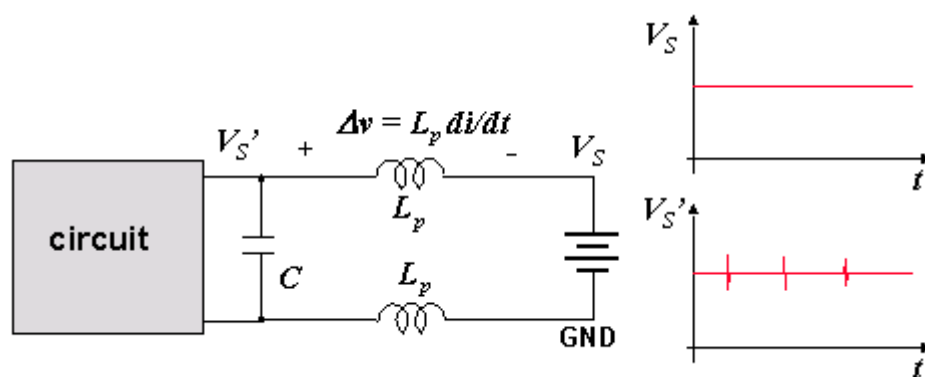 V_S
t
Δv = L_p di/dt
V_S' + - V_S
L_p
circuit
C
L_p
GND
V_S'
t